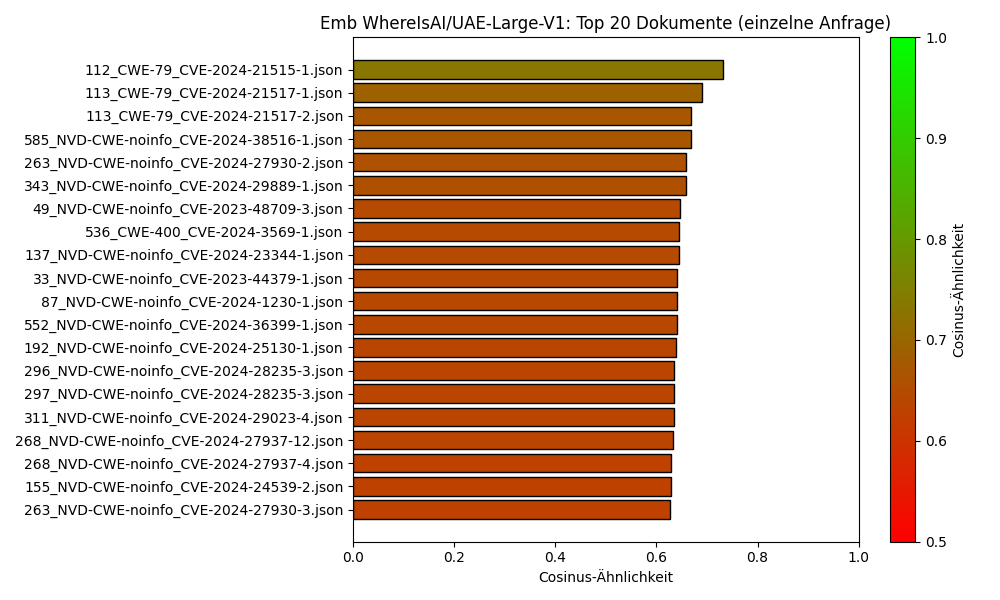 Emb WhereIsAI/UAE-Large-V1: Top 20 Dokumente (einzelne Anfrage)
112_CWE-79_CVE-2024-21515-1.json
113_CWE-79_CVE-2024-21517-1.json
113_CWE-79_CVE-2024-21517-2.json
585_NVD-CWE-noinfo_CVE-2024-38516-1.json
263_NVD-CWE-noinfo_CVE-2024-27930-2.json
343_NVD-CWE-noinfo_CVE-2024-29889-1.json
49_NVD-CWE-noinfo_CVE-2023-48709-3.json
536_CWE-400_CVE-2024-3569-1.json
137_NVD-CWE-noinfo_CVE-2024-23344-1.json
33_NVD-CWE-noinfo_CVE-2023-44379-1.json
87_NVD-CWE-noinfo_CVE-2024-1230-1.json
552_NVD-CWE-noinfo_CVE-2024-36399-1.json
192_NVD-CWE-noinfo_CVE-2024-25130-1.json
296_NVD-CWE-noinfo_CVE-2024-28235-3.json
297_NVD-CWE-noinfo_CVE-2024-28235-3.json
311_NVD-CWE-noinfo_CVE-2024-29023-4.json
268_NVD-CWE-noinfo_CVE-2024-27937-12.json
268_NVD-CWE-noinfo_CVE-2024-27937-4.json
155_NVD-CWE-noinfo_CVE-2024-24539-2.json
263_NVD-CWE-noinfo_CVE-2024-27930-3.json
0.0 0.2 0.4 0.6 0.8 1.0
Cosinus-Ähnlichkeit
1.0
0.9
0.8
0.7
0.6
0.5
Cosinus-Ähnlichkeit